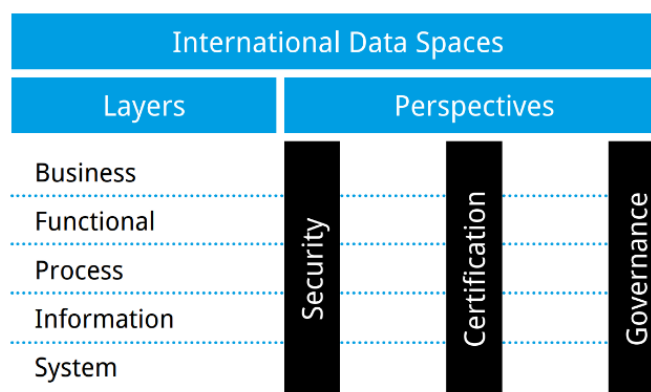 International Data Spaces
Layers
Perspectives
Business
Functional
Process
Information
System
Security
Certification
Governance